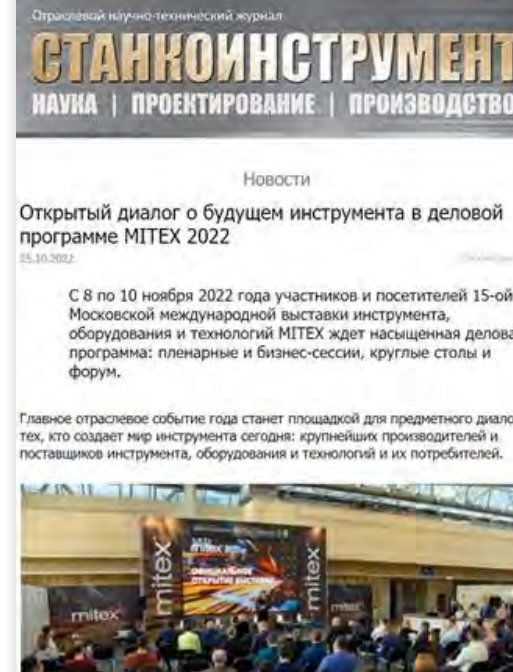 Отраслевой научно-технический журнал
СТАНКОИНСТРУМЕНТ
НАУКА | ПРОЕКТИРОВАНИЕ | ПРОИЗВОДСТВО
Новости
Открытый диалог о будущем инструмента в деловой
программе MITEX 2022
25.10.2022
С 8 по 10 ноября 2022 года участников и посетителей 15-ой
Московской международной выставки инструмента,
оборудования и технологий MITEX ждет насыщенная делова
программа: пленарные и бизнес-сессии, круглые столы и
форум.
Главное отраслевое событие года станет площадкой для предметного диало
тех, кто создает мир инструмента сегодня: крупнейших производителей и
поставщиков инструмента, оборудования и технологий и их потребителей.
mitex
ОФИЦИАЛЬНОЕ
ОТКРЫТИЕ ВЫСТАВКИ
mitex
mitex
mitex